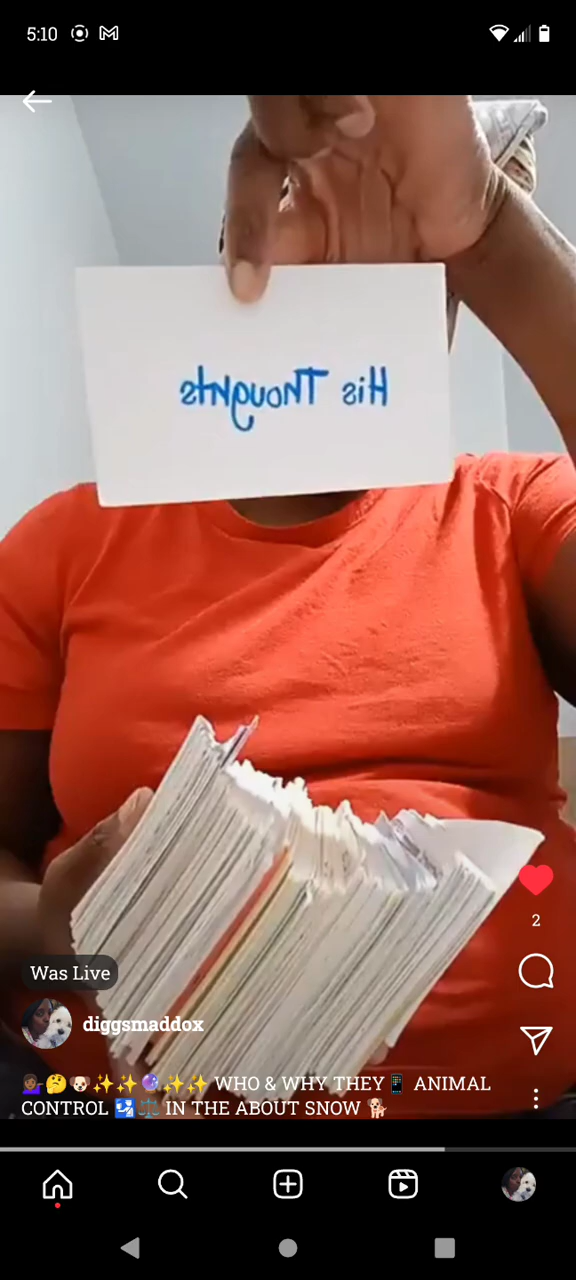 5:10
His Thoughts
2
Was Live
diggsmaddox
💁🏾‍♀️🤔🐶✨✨🔮✨✨ WHO & WHY THEY📱 ANIMAL
CONTROL 🛂⚖️ IN THE ABOUT SNOW 🐕